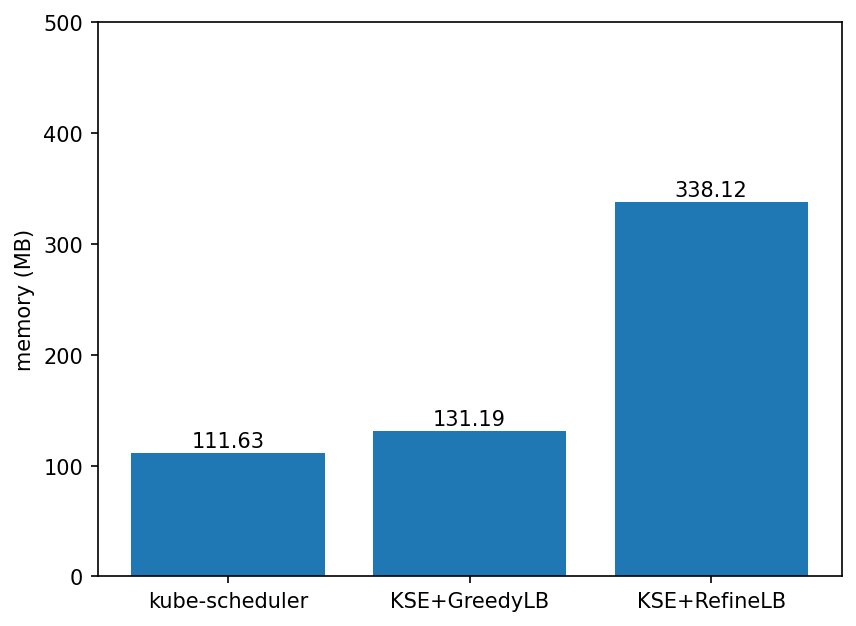 500
400
300
200
100
0
memory (MB)
111.63
131.19
338.12
kube-scheduler
KSE+GreedyLB
KSE+RefineLB